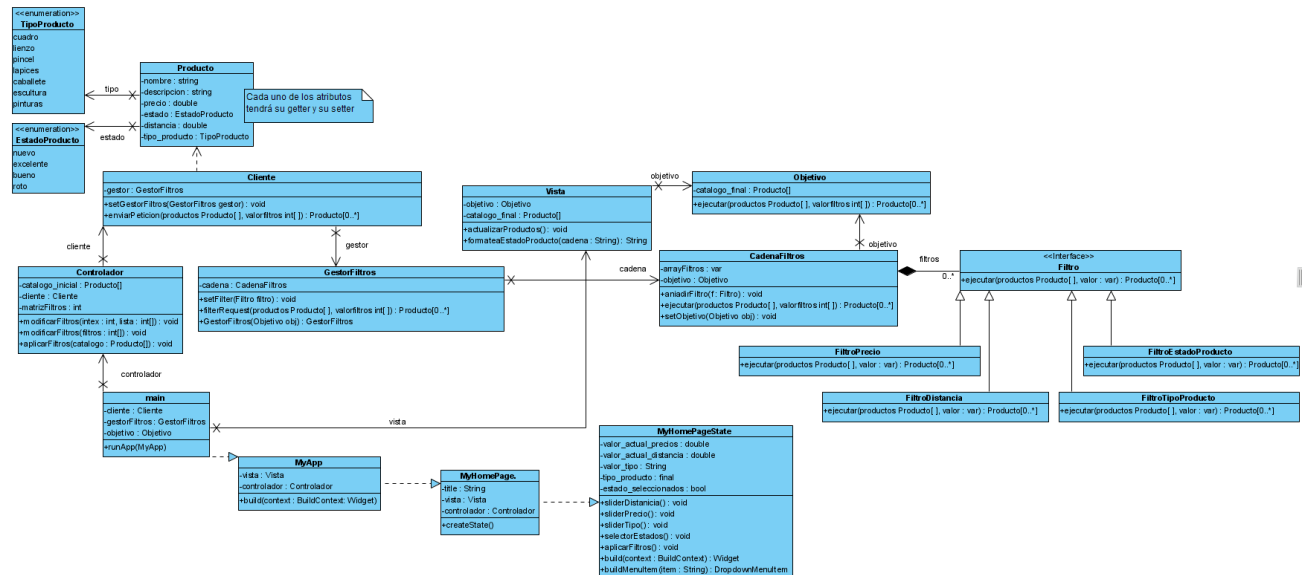 <<enumeration>>
TipoProducto
cuadro
lienzo
pincel
lapices
caballete
escultura
pinturas
tipo
Producto
-nombre : string
-descripcion : string
-precio : double
-estado : EstadoProducto
-distancia : double
-tipo_producto : TipoProducto
Cada uno de los atributos
tendrá su getter y su setter
<<enumeration>>
EstadoProducto
nuevo
excelente
bueno
roto
estado
Cliente
-gestor : GestorFiltros
+setGestorFiltros(GestorFiltros gestor) : void
+enviarPeticion(productos Producto[ ], valorfiltros int[ ]) : Producto[0..*]
cliente
gestor
Vista
-objetivo : Objetivo
-catalogo_final : Producto[]
+actualizarProductos() : void
+formateaEstadoProducto(cadena : String) : String
objetivo
Objetivo
-catalogo_final : Producto[]
+ejecutar(productos Producto[ ], valorfiltros int[ ]) : Producto[0..*]
objetivo
Controlador
-catalogo_inicial : Producto[]
-cliente : Cliente
-matrizFiltros : int
+modificarFiltros(intex : int, lista : int[]) : void
+modificarFiltros(filtros : int[]) : void
+aplicarFiltros(catalogo : Producto[]) : void
controlador
GestorFiltros
-cadena : CadenaFiltros
+setFilter(Filtro filtro) : void
+filterRequest(productos Producto[ ], valorfiltros int[ ]) : Producto[0..*]
+GestorFiltros(Objetivo obj) : GestorFiltros
cadena
CadenaFiltros
-arrayFiltros : var
-objetivo : Objetivo
+aniadirFiltro(f: Filtro) : void
+ejecutar(productos Producto[ ], valorfiltros int[ ]) : Producto[0..*]
+setObjetivo(Objetivo obj) : void
filtros
0..*
<<Interface>>
Filtro
+ejecutar(productos Producto[ ], valor : var) : Producto[0..*]
FiltroPrecio
+ejecutar(productos Producto[ ], valor : var) : Producto[0..*]
FiltroEstadoProducto
+ejecutar(productos Producto[ ], valor : var) : Producto[0..*]
FiltroDistancia
+ejecutar(productos Producto[ ], valor : var) : Producto[0..*]
FiltroTipoProducto
+ejecutar(productos Producto[ ], valor : var) : Producto[0..*]
main
-cliente : Cliente
-gestorFiltros : GestorFiltros
-objetivo : Objetivo
+runApp(MyApp)
vista
MyApp
-vista : Vista
-controlador : Controlador
+build(context : BuildContext: Widget)
MyHomePage.
-title : String
-vista : Vista
-controlador : Controlador
+createState()
MyHomePageState
-valor_actual_precios : double
-valor_actual_distancia : double
-valor_tipo : String
-tipo_producto : final
-estado_seleccionados : bool
+sliderDistanicia() : void
+sliderPrecio() : void
+sliderTipo() : void
+selectorEstados() : void
+aplicarFiltros() : void
+build(context : BuildContext) : Widget
+buildMenuItem(item : String) : DropdownMenuItem